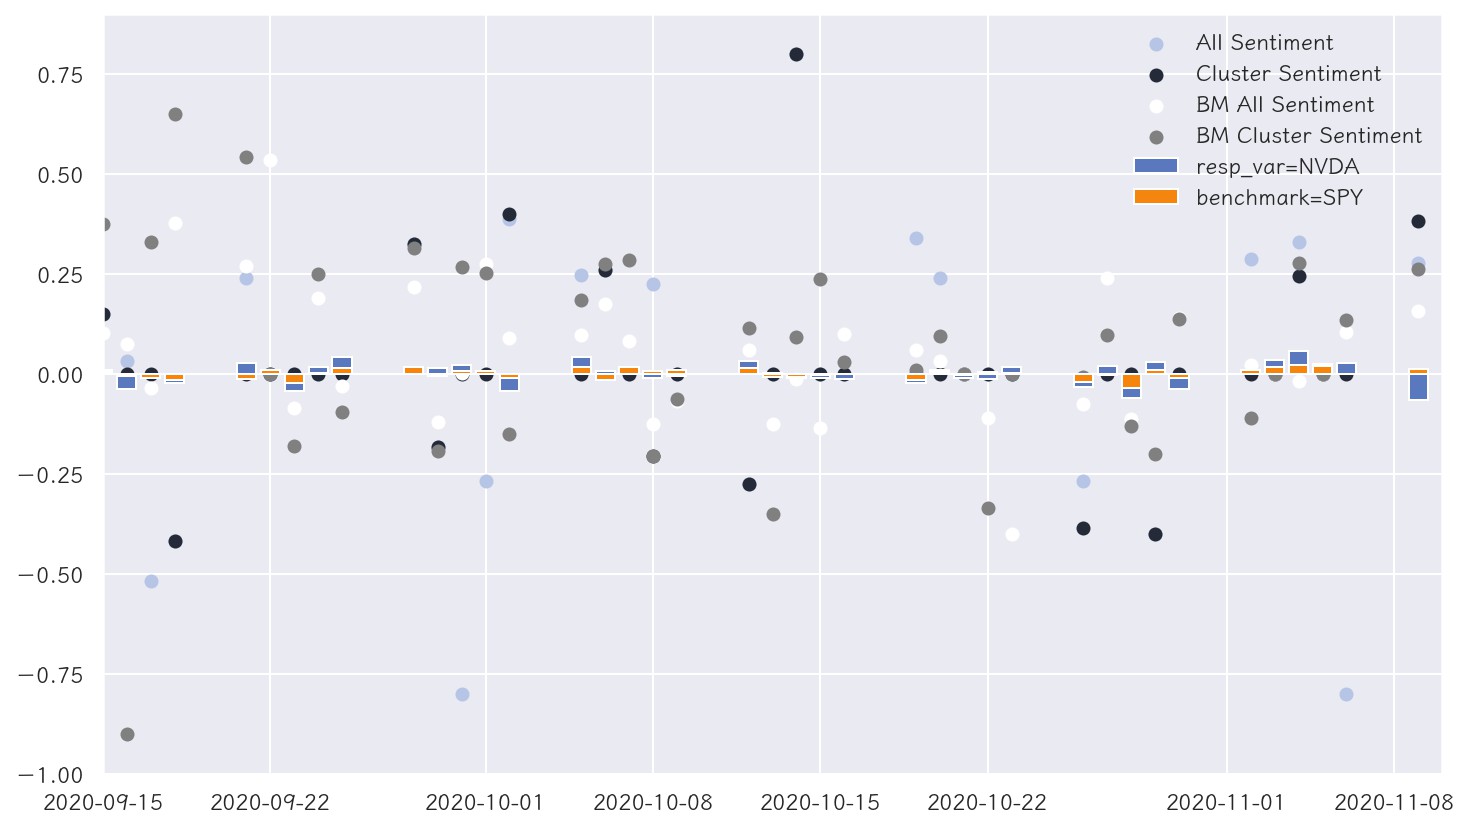 All Sentiment
Cluster Sentiment
BM All Sentiment
BM Cluster Sentiment
resp_var=NVDA
benchmark=SPY
0.75
0.50
0.25
0.00
−0.25
−0.50
−0.75
−1.00
2020-09-15 2020-09-22 2020-10-01 2020-10-08 2020-10-15 2020-10-22 2020-11-01 2020-11-08